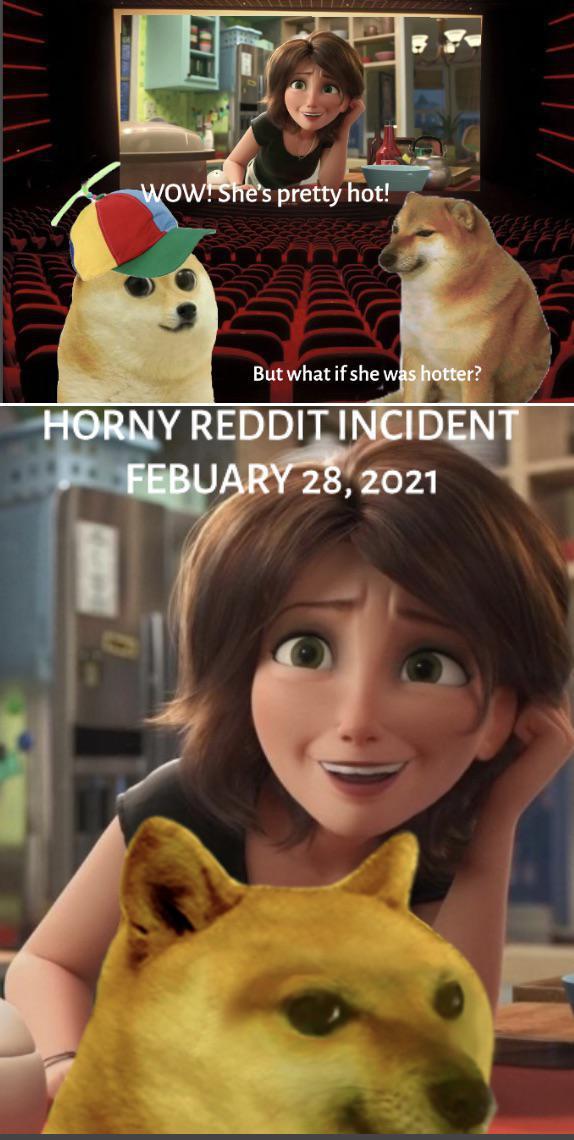 WOW! She's pretty hot!
But what if she was hotter?
HORNY REDDIT INCIDENT
FEBUARY 28, 2021